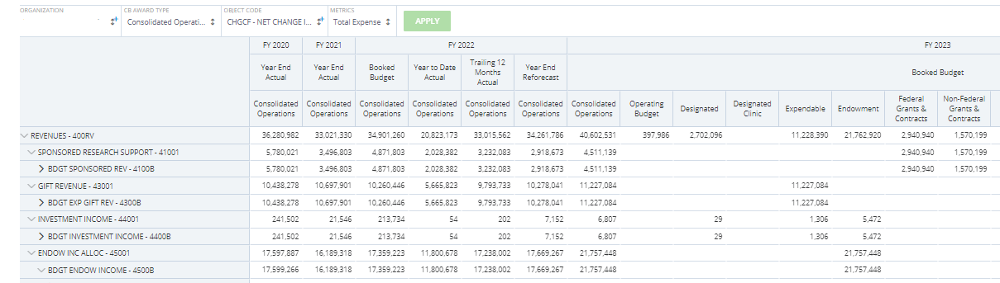 ORGANIZATION CB AWARD TYPE OBJECT CODE METRICS
Consolidated Operati... CHGCF - NET CHANGE I... Total Expense APPLY
FY 2020 FY 2021 FY 2022 FY 2023
Year End Actual Year End Actual Booked Budget Year to Date Actual Trailing 12 Months Actual Year End Reforecast Booked Budget
Consolidated Operations Consolidated Operations Consolidated Operations Consolidated Operations Consolidated Operations Consolidated Operations Consolidated Operations Operating Budget Designated Designated Clinic Expendable Endowment Federal Grants & Contracts Non-Federal Grants & Contracts
REVENUES - 400RV 36,280,982 33,021,330 34,901,260 20,823,173 33,015,562 34,261,786 40,602,531 397,986 2,702,096 11,228,390 21,762,920 2,940,940 1,570,199
SPONSORED RESEARCH SUPPORT - 41001 5,780,021 3,496,803 4,871,803 2,028,382 3,232,083 2,918,673 4,511,139 2,940,940 1,570,199
BDGT SPONSORED REV - 4100B 5,780,021 3,496,803 4,871,803 2,028,382 3,232,083 2,918,673 4,511,139 2,940,940 1,570,199
GIFT REVENUE - 43001 10,438,278 10,697,901 10,260,446 5,665,823 9,793,733 10,278,041 11,227,084 11,227,084
BDGT EXP GIFT REV - 4300B 10,438,278 10,697,901 10,260,446 5,665,823 9,793,733 10,278,041 11,227,084 11,227,084
INVESTMENT INCOME - 44001 241,502 21,546 213,734 54 202 7,152 6,807 29 1,306 5,472
BDGT INVESTMENT INCOME - 4400B 241,502 21,546 213,734 54 202 7,152 6,807 29 1,306 5,472
ENDOW INC ALLOC - 45001 17,597,887 16,189,318 17,359,223 11,800,678 17,238,002 17,669,267 21,757,448 21,757,448
BDGT ENDOW INCOME - 4500B 17,599,266 16,189,318 17,359,223 11,800,678 17,238,002 17,669,267 21,757,448 21,757,448